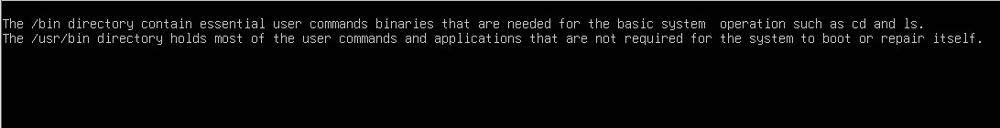 The /bin directory contain essential user commands binaries that are needed for the basic system  operation such as cd and ls.
The /usr/bin directory holds most of the user commands and applications that are not required for the system to boot or repair itself.